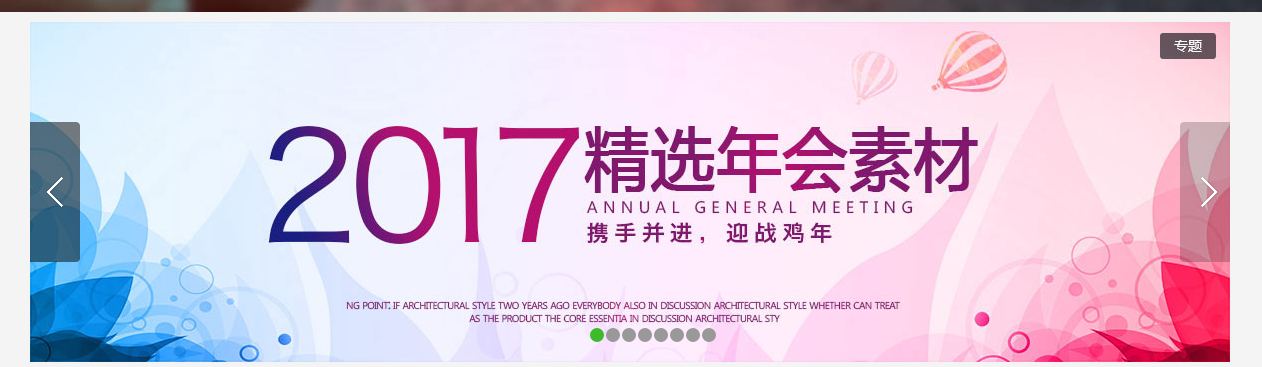 专题
2017精选年会素材
ANNUAL GENERAL MEETING
携手并进，迎战鸡年
NG POINT: IF ARCHITECTURAL STYLE TWO YEARS AGO EVERYBODY ALSO IN DISCUSSION ARCHITECTURAL STYLE WHETHER CAN TREAT
AS THE PRODUCT THE CORE ESSENTIA IN DISCUSSION ARCHITECTURAL STY